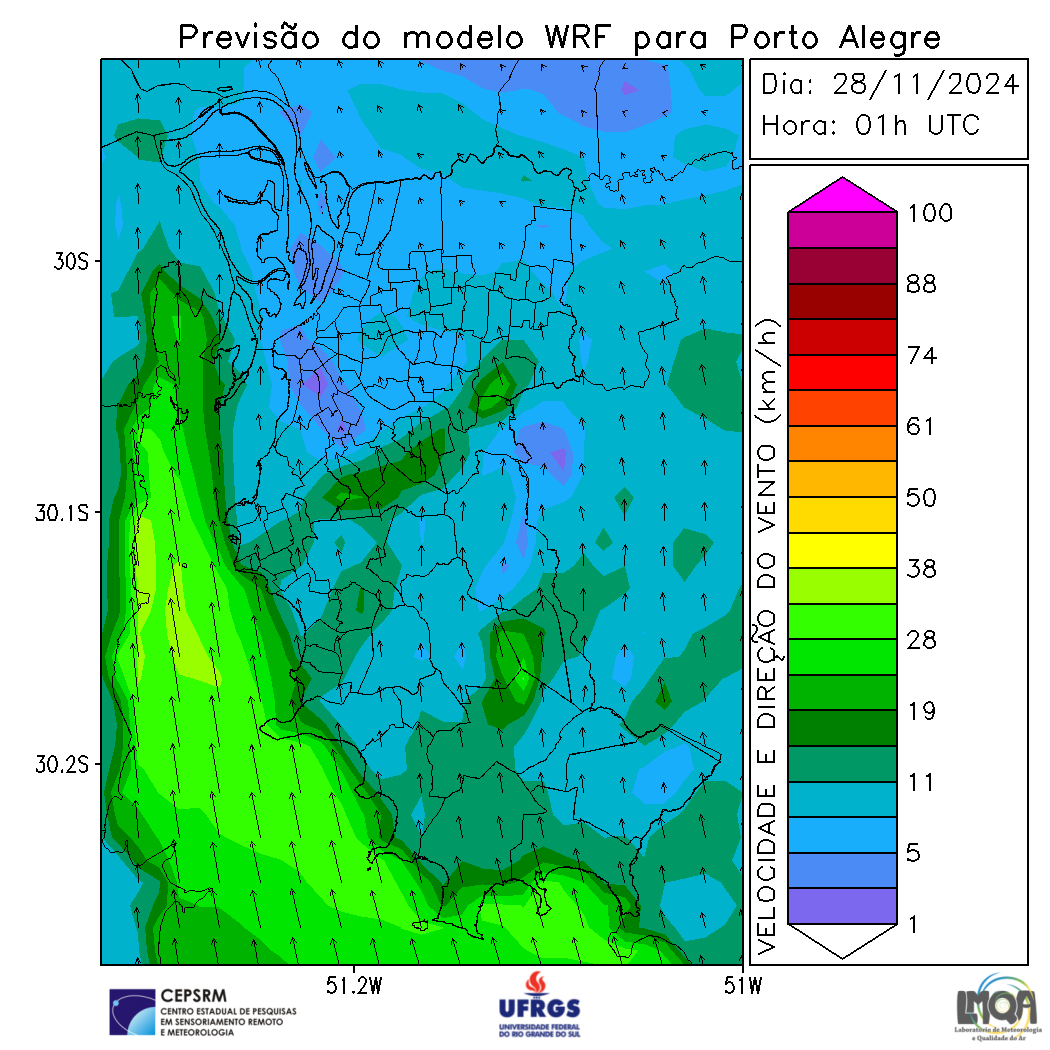 Previsão do modelo WRF para Porto Alegre
Dia: 28/11/2024
Hora: 01h UTC
30S
30.1S
30.2S
51.2W
51W
VELOCIDADE E DIREÇÃO DO VENTO (km/h)
100
88
74
61
50
38
28
19
11
5
1
CEPSRM
CENTRO ESTADUAL DE PESQUISAS
EM SENSORIAMENTO REMOTO
E METEOROLOGIA
UFRGS
UNIVERSIDADE FEDERAL
DO RIO GRANDE DO SUL
LMQA
Laboratório de Meteorologia
e Qualidade do Ar